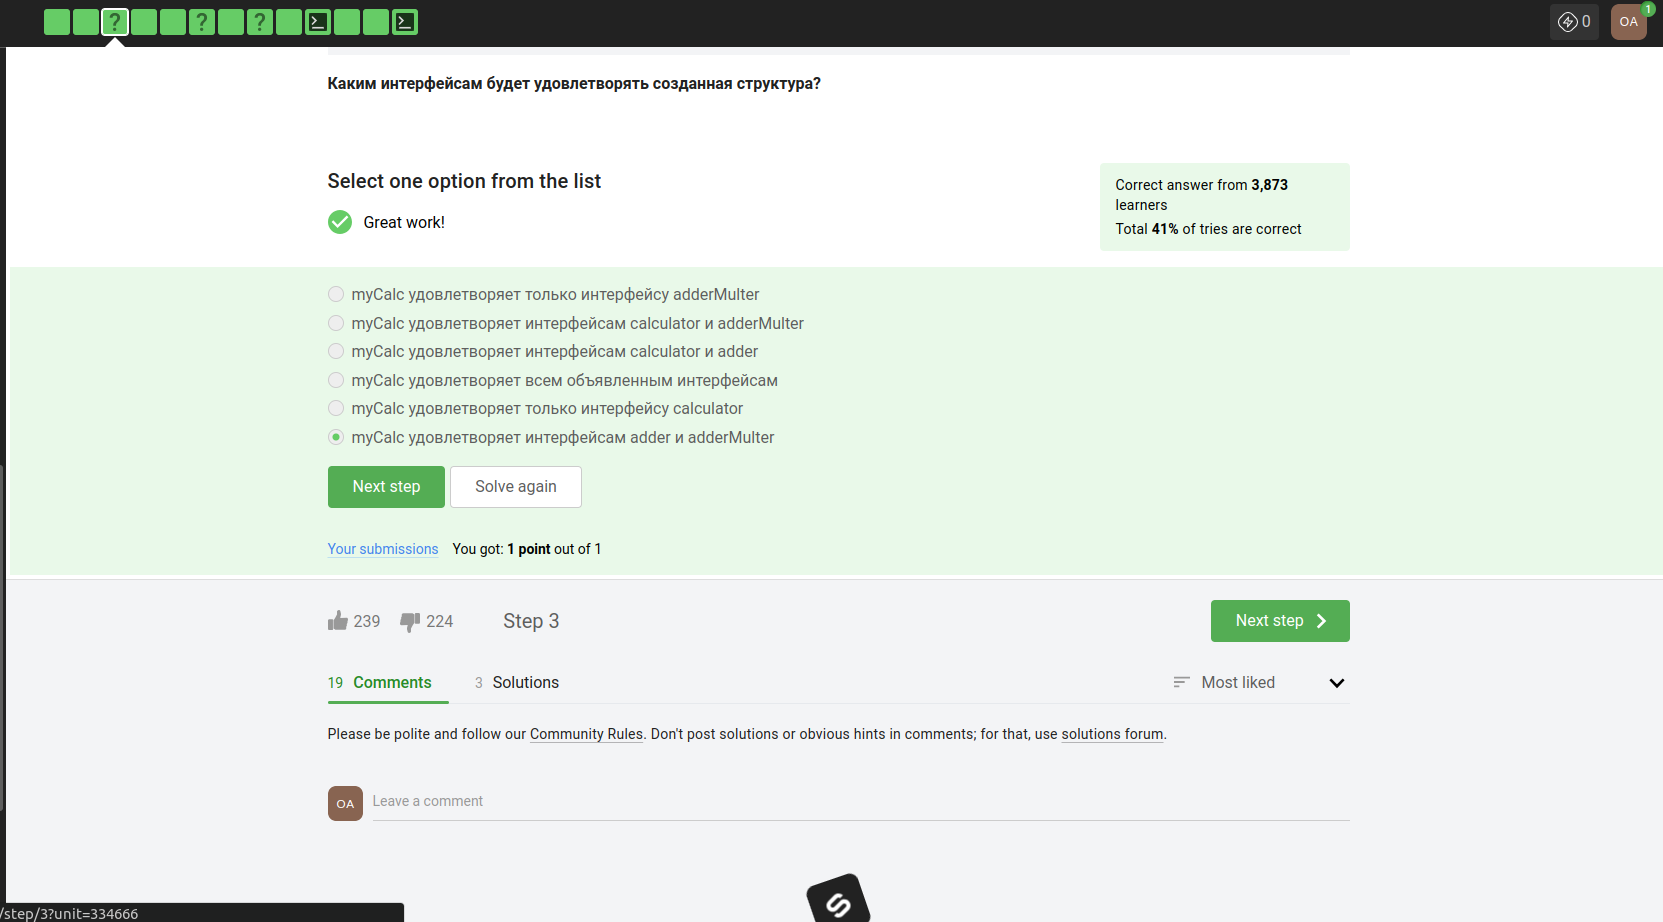 ? ? ? >_ >_ 0 OA 1
Каким интерфейсам будет удовлетворять созданная структура?
Select one option from the list
Great work!
Correct answer from 3,873
learners
Total 41% of tries are correct
myCalc удовлетворяет только интерфейсу adderMulter
myCalc удовлетворяет интерфейсам calculator и adderMulter
myCalc удовлетворяет интерфейсам calculator и adder
myCalc удовлетворяет всем объявленным интерфейсам
myCalc удовлетворяет только интерфейсу calculator
myCalc удовлетворяет интерфейсам adder и adderMulter
Next step Solve again
Your submissions You got: 1 point out of 1
239 224 Step 3 Next step
19 Comments 3 Solutions Most liked
Please be polite and follow our Community Rules. Don't post solutions or obvious hints in comments; for that, use solutions forum.
OA Leave a comment
/step/3?unit=334666